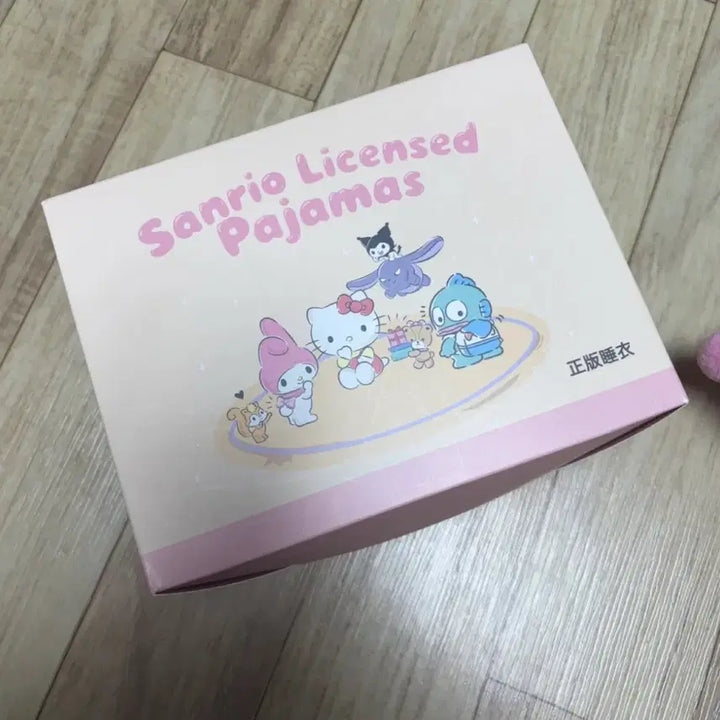 Sanrio Licensed
Pajamas
正版睡衣